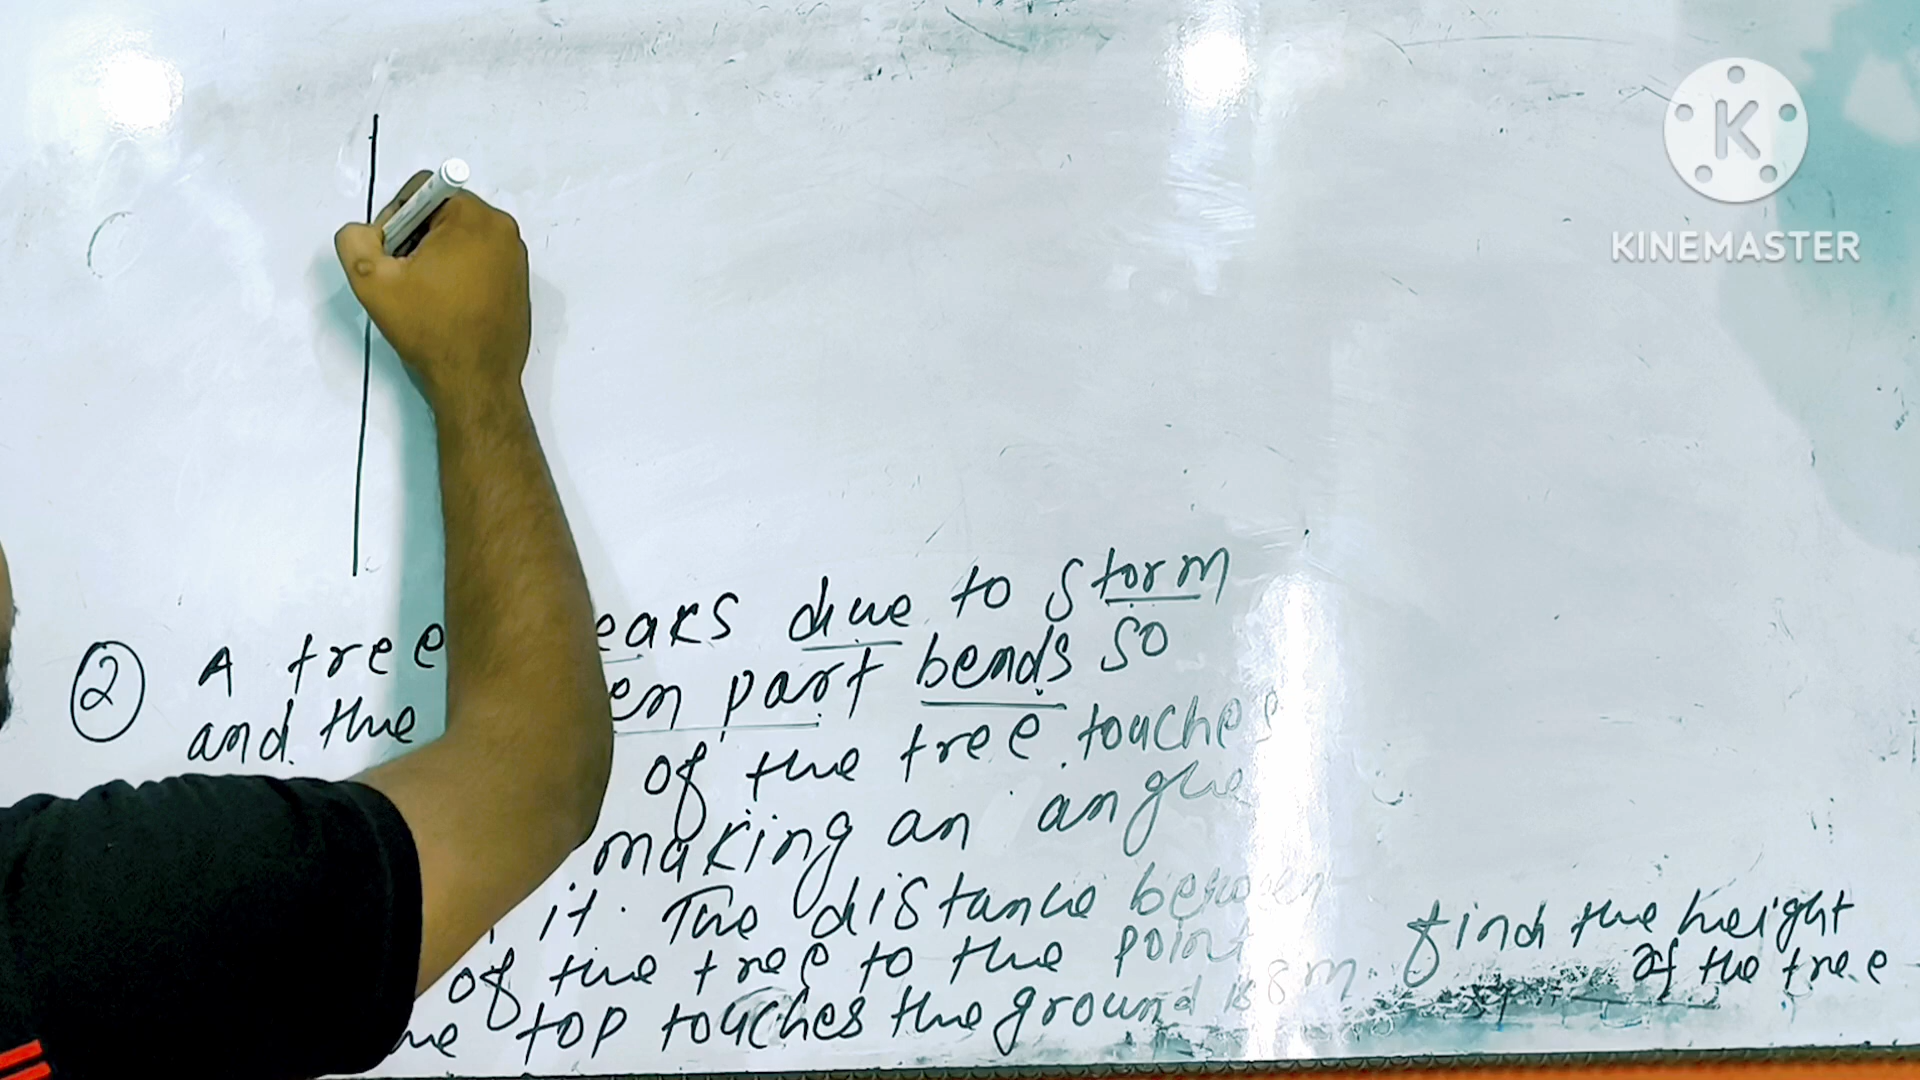 K
KINEMASTER
② A tree eaks due to storm
and the en part bends so
of the tree touches
making an angle
it. The distance between
of the tree to the point
top touches the ground is 8m. find the height
of the tree